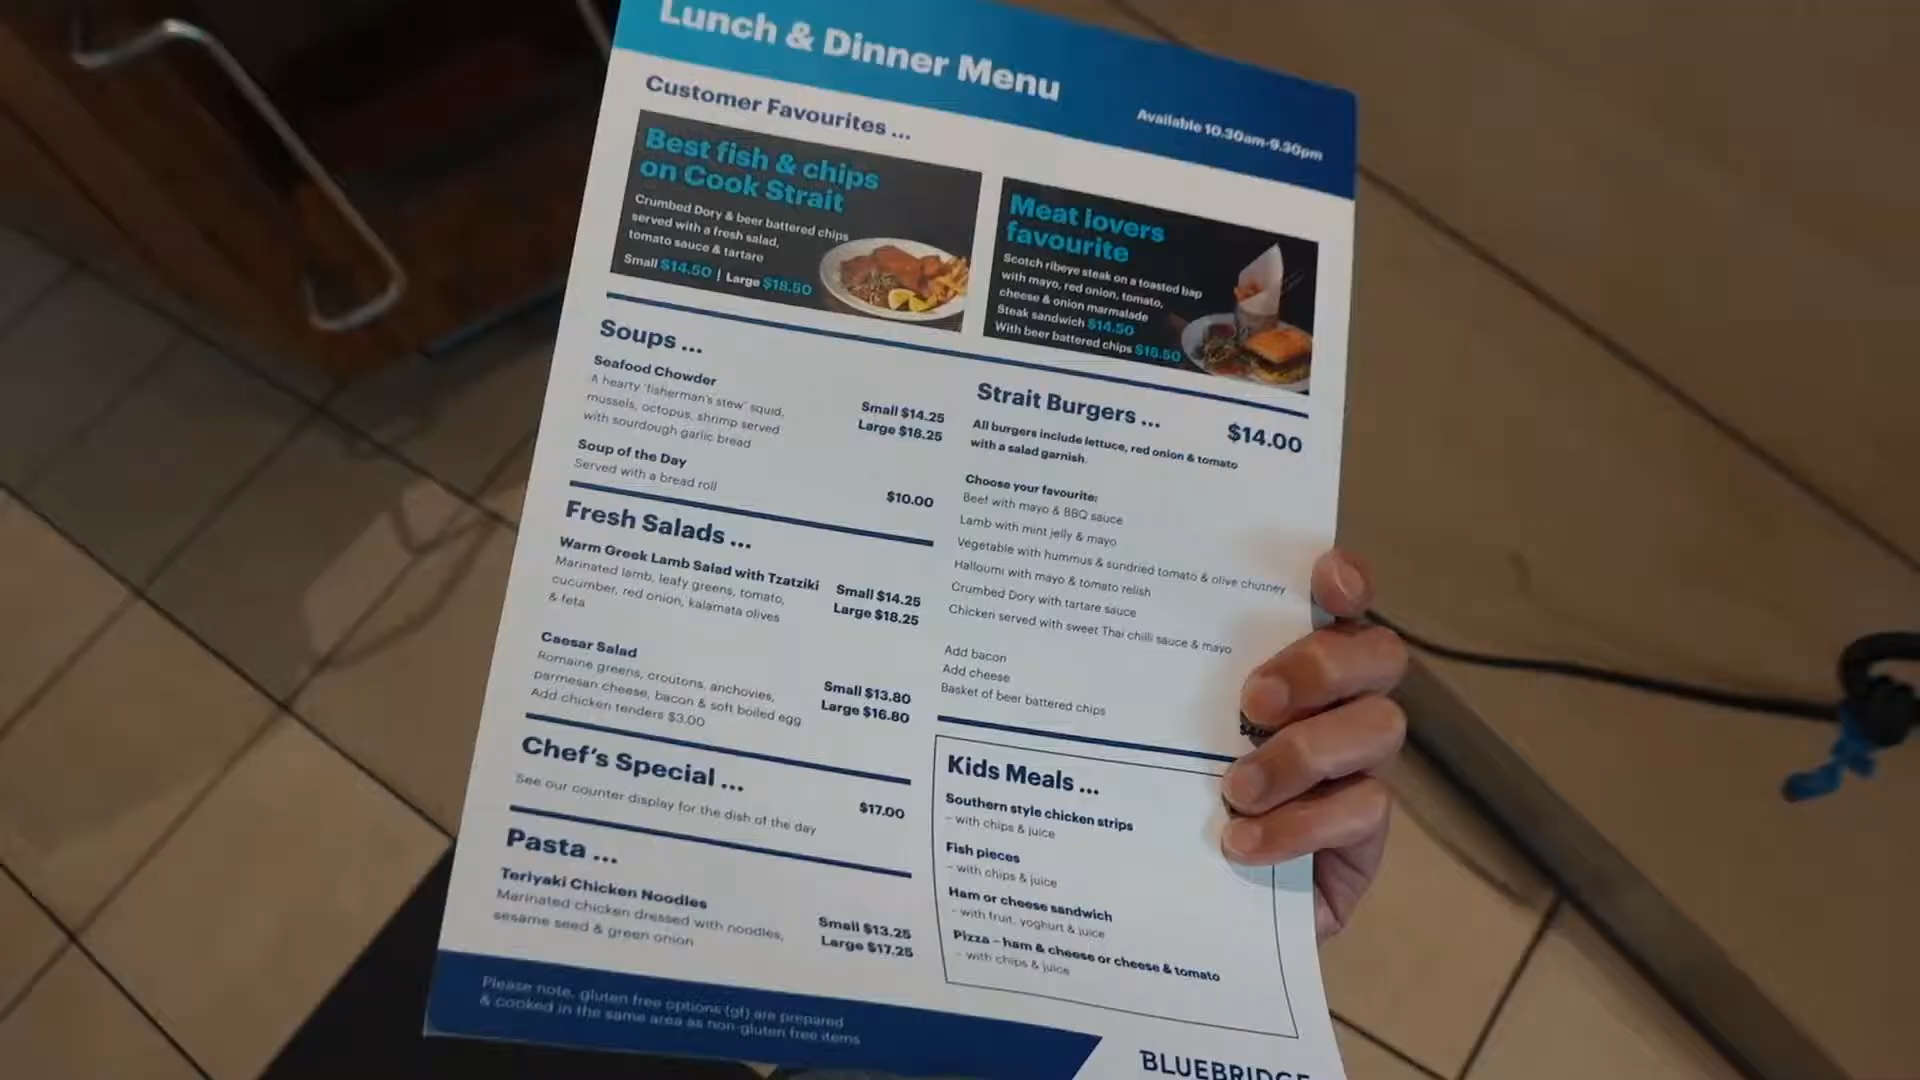 Lunch & Dinner Menu
Available 10.30am-9.30pm
Customer Favourites ...
Best fish & chips
on Cook Strait
Crumbed Dory & beer battered chips
served with a fresh salad,
tomato sauce & tartare
Small $14.50 | Large $18.50
Meat lovers
favourite
Scotch ribeye steak on a toasted bap
with mayo, red onion, tomato,
cheese & onion marmalade
Steak sandwich $14.50
With beer battered chips $18.50
Soups ...
Seafood Chowder
A hearty 'fisherman's stew' squid,
mussels, octopus, shrimp served
with sourdough garlic bread
Small $14.25
Large $18.25
Soup of the Day
Served with a bread roll
$10.00
Fresh Salads ...
Warm Greek Lamb Salad with Tzatziki
Marinated lamb, leafy greens, tomato,
cucumber, red onion, kalamata olives
& feta
Small $14.25
Large $18.25
Caesar Salad
Romaine greens, croutons, anchovies,
parmesan cheese, bacon & soft boiled egg
Add chicken tenders $3.00
Small $13.80
Large $16.80
Chef's Special ...
See our counter display for the dish of the day
$17.00
Pasta ...
Teriyaki Chicken Noodles
Marinated chicken dressed with noodles,
sesame seed & green onion
Small $13.25
Large $17.25
Strait Burgers ...
$14.00
All burgers include lettuce, red onion & tomato
with a salad garnish.
Choose your favourite:
Beef with mayo & BBQ sauce
Lamb with mint jelly & mayo
Vegetable with hummus & sundried tomato & olive chutney
Halloumi with mayo & tomato relish
Crumbed Dory with tartare sauce
Chicken served with sweet Thai chilli sauce & mayo
Add bacon
Add cheese
Basket of beer battered chips
Kids Meals ...
Southern style chicken strips
- with chips & juice
Fish pieces
- with chips & juice
Ham or cheese sandwich
- with fruit, yoghurt & juice
Pizza - ham & cheese or cheese & tomato
- with chips & juice
Please note, gluten free options (gf) are prepared
& cooked in the same area as non-gluten free items
BLUEBRIDGE